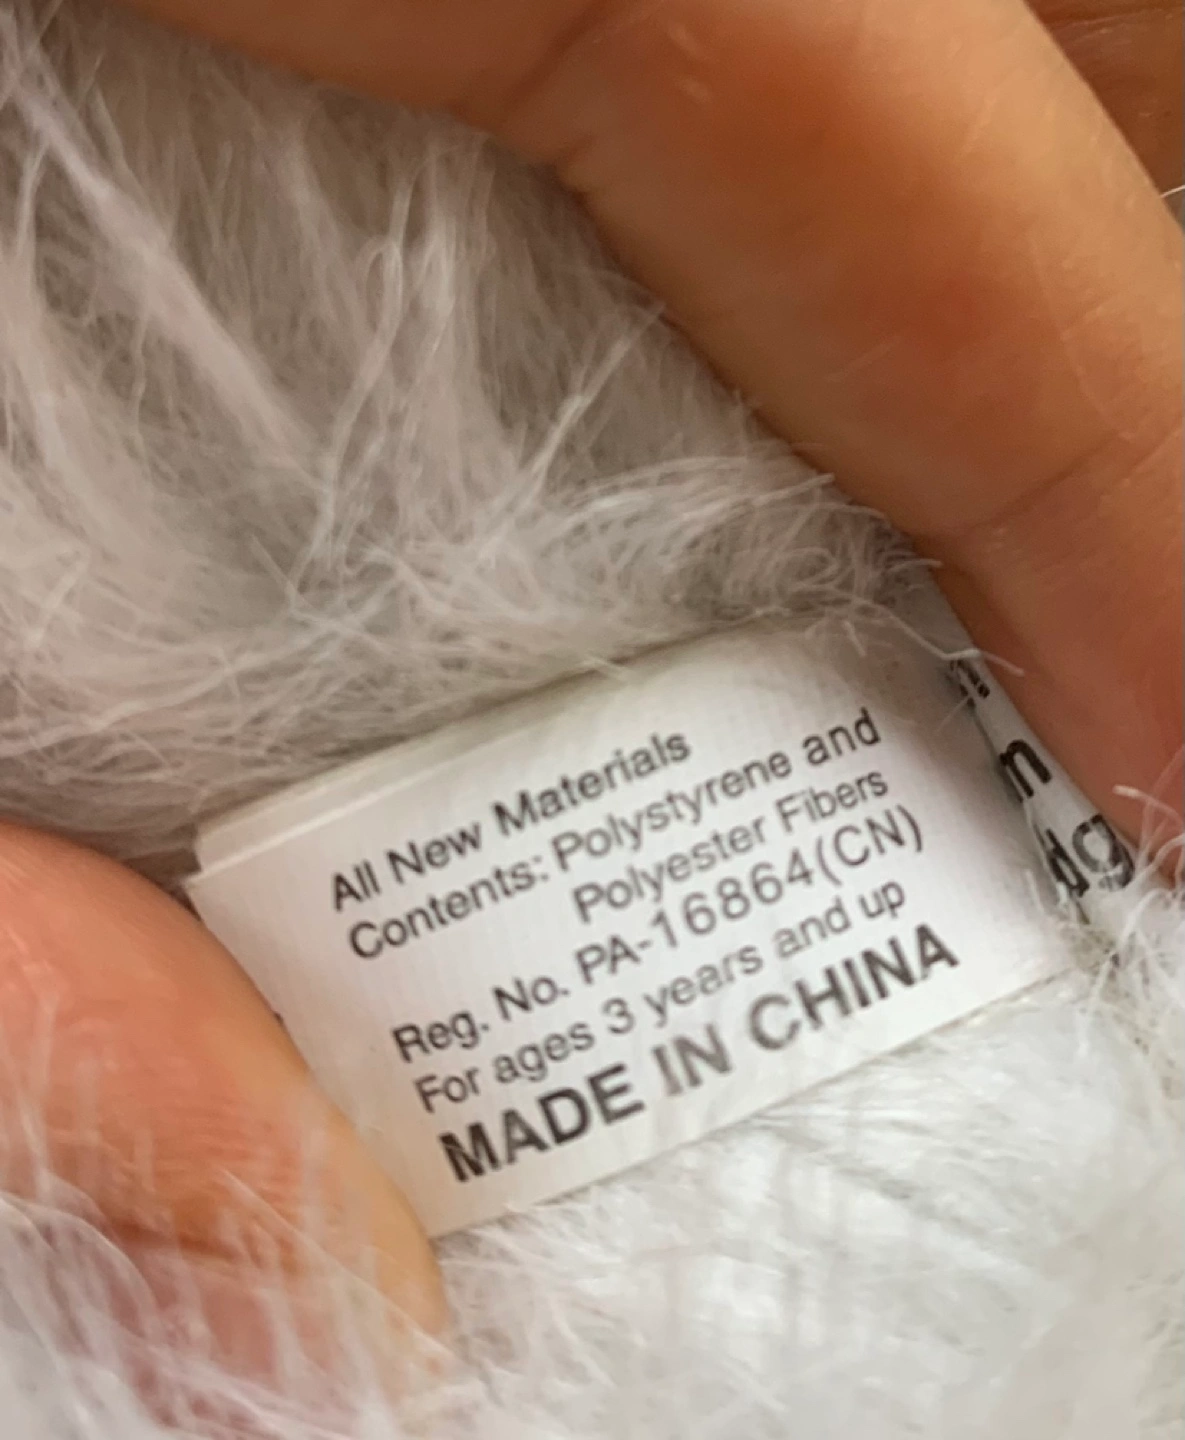 All New Materials
Contents: Polystyrene and
Polyester Fibers
Reg. No. PA-16864(CN)
For ages 3 years and up
MADE IN CHINA